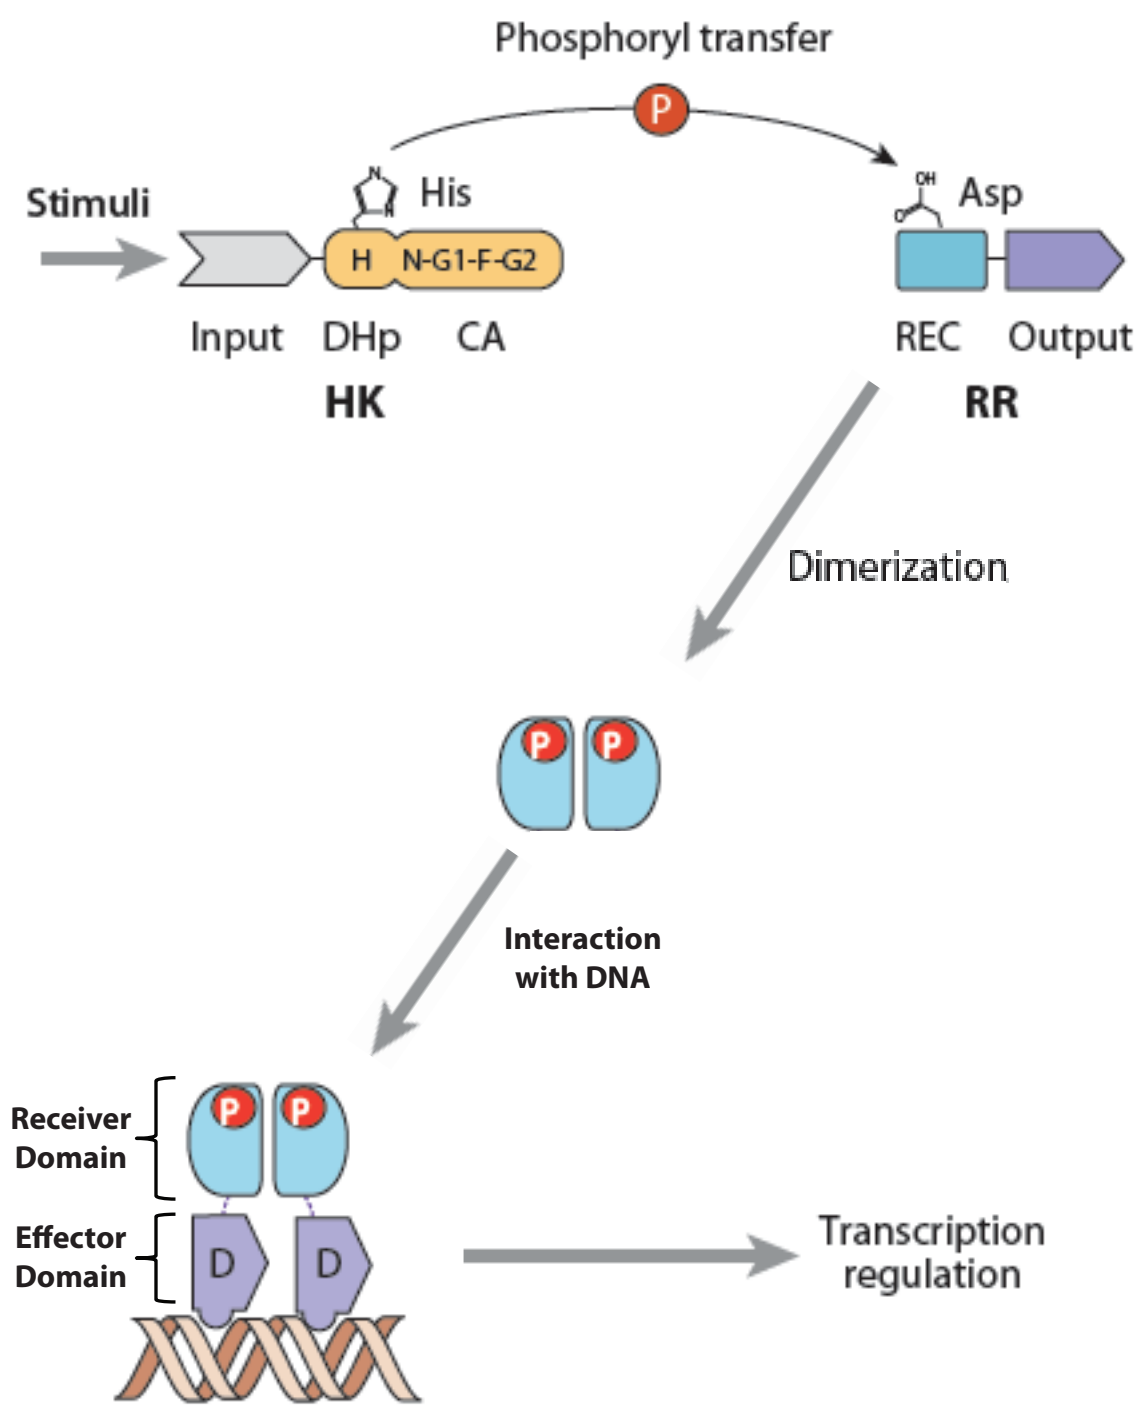 Phosphoryl transfer
P
Stimuli
N
N
His
OH
O
Asp
H
N-G1-F-G2
Input
DHp
CA
REC
Output
HK
RR
Dimerization
P
P
Interaction
with DNA
P
P
Receiver
Domain
Effector
Domain
D
D
Transcription
regulation